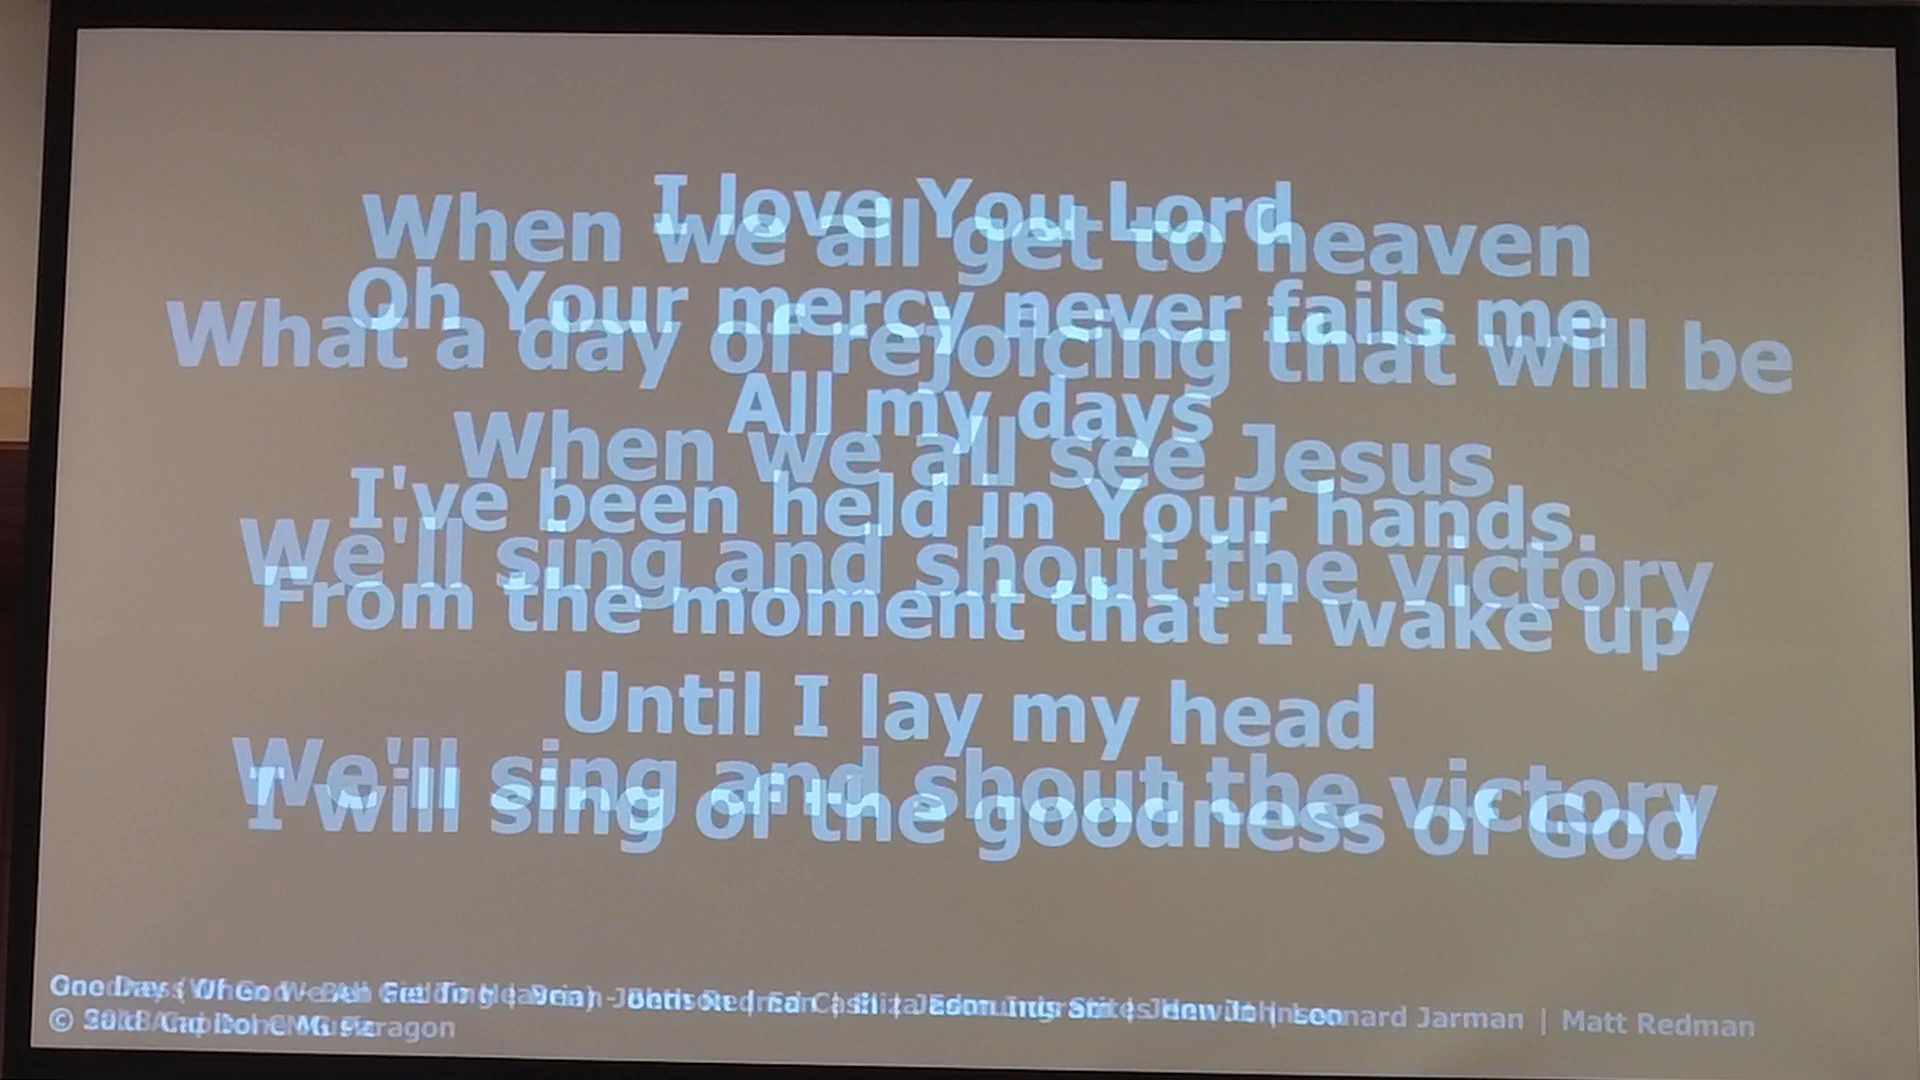 I love You Lord
When we all get to heaven
Oh Your mercy never fails me
What a day of rejoicing that will be
All my days
When we all see Jesus
I've been held in Your hands.
We'll sing and shout the victory
From the moment that I wake up
Until I lay my head
We'll sing and shout the victory
I will sing of the goodness of God
Leonard Jarman | Matt Redman
©